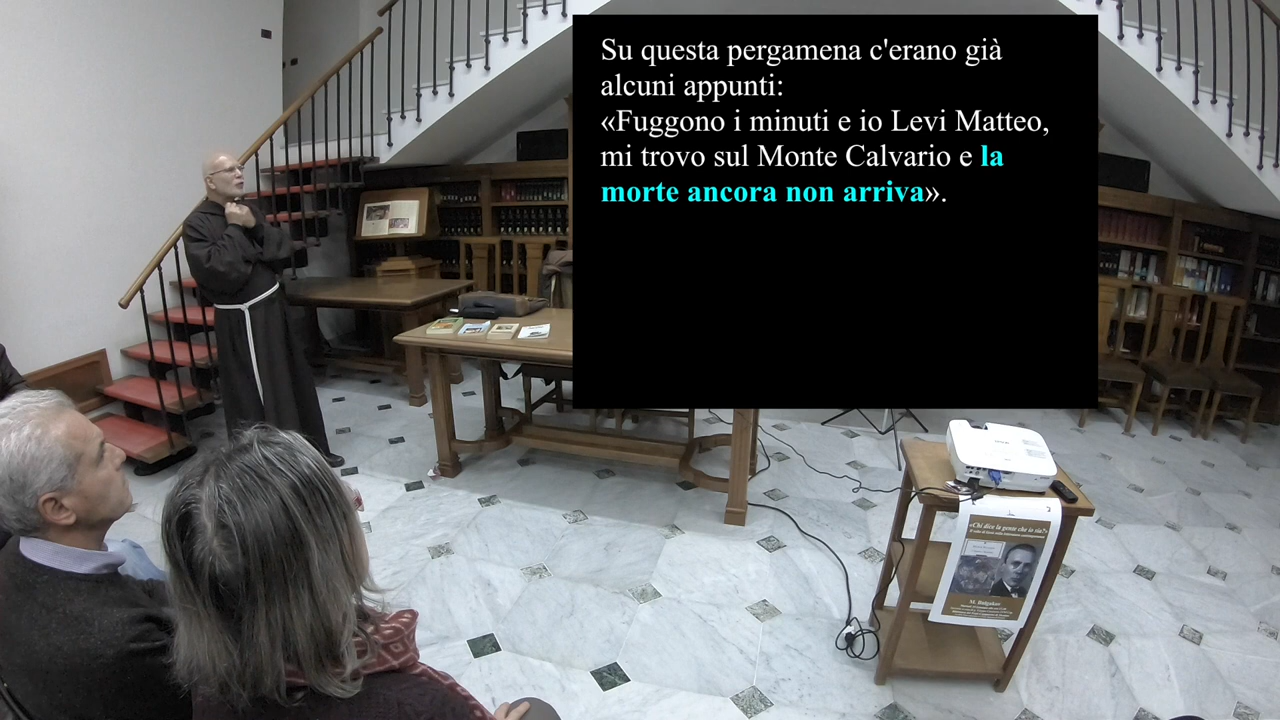 Su questa pergamena c'erano già
alcuni appunti:
«Fuggono i minuti e io Levi Matteo,
mi trovo sul Monte Calvario e la
morte ancora non arriva».
«Chi dice la gente che io sia?»
M. Bulgakov